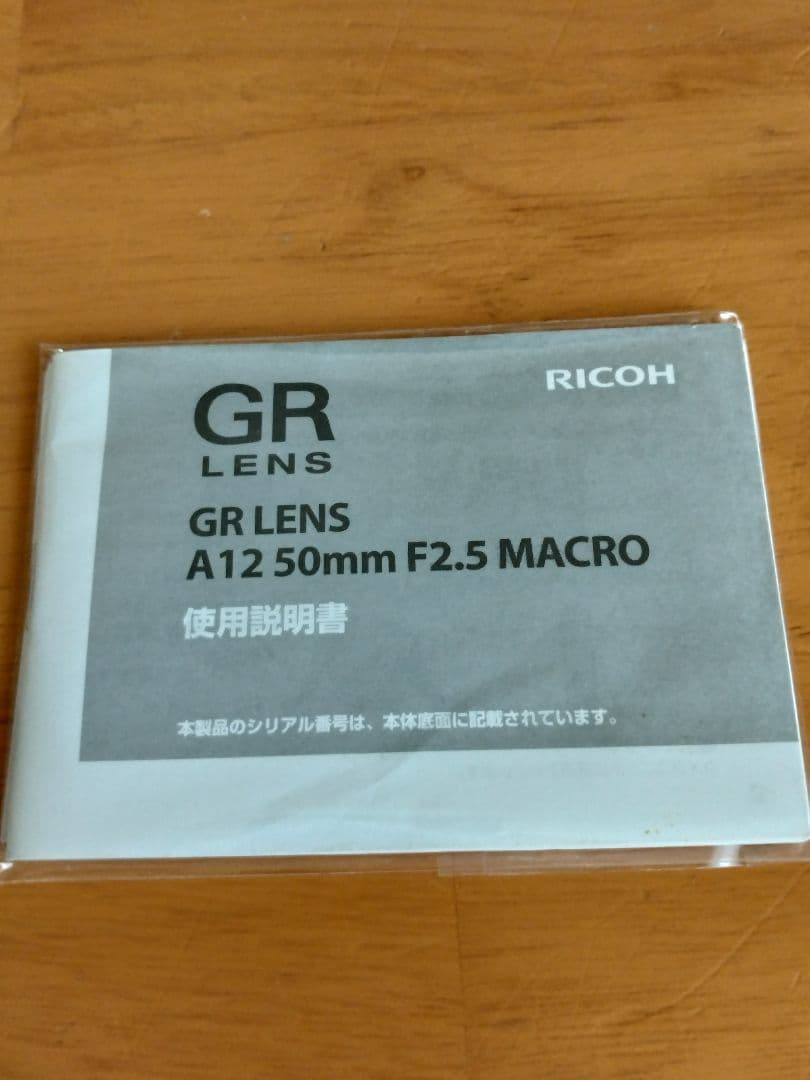 GR
LENS
RICOH
GR LENS
A12 50mm F2.5 MACRO
使用説明書
本製品のシリアル番号は、本体底面に記載されています。